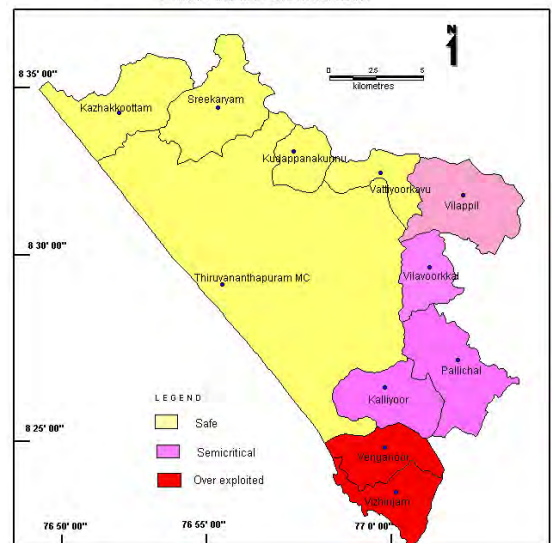 N
0 2.5 5
kilometres
8 35' 00''
Kazhakkoottam
Sreekaryam
Kudappanakunnu
Vattiyoorkavu
Vilappil
8 30' 00''
Vilavoorkkal
Thiruvananthapuram MC
Pallichal
Kalliyoor
LEGEND
Safe
8 25' 00''
Semicritical
Venganoor
Over exploited
Vizhinjam
76 50' 00''
76 55' 00''
77 0' 00''